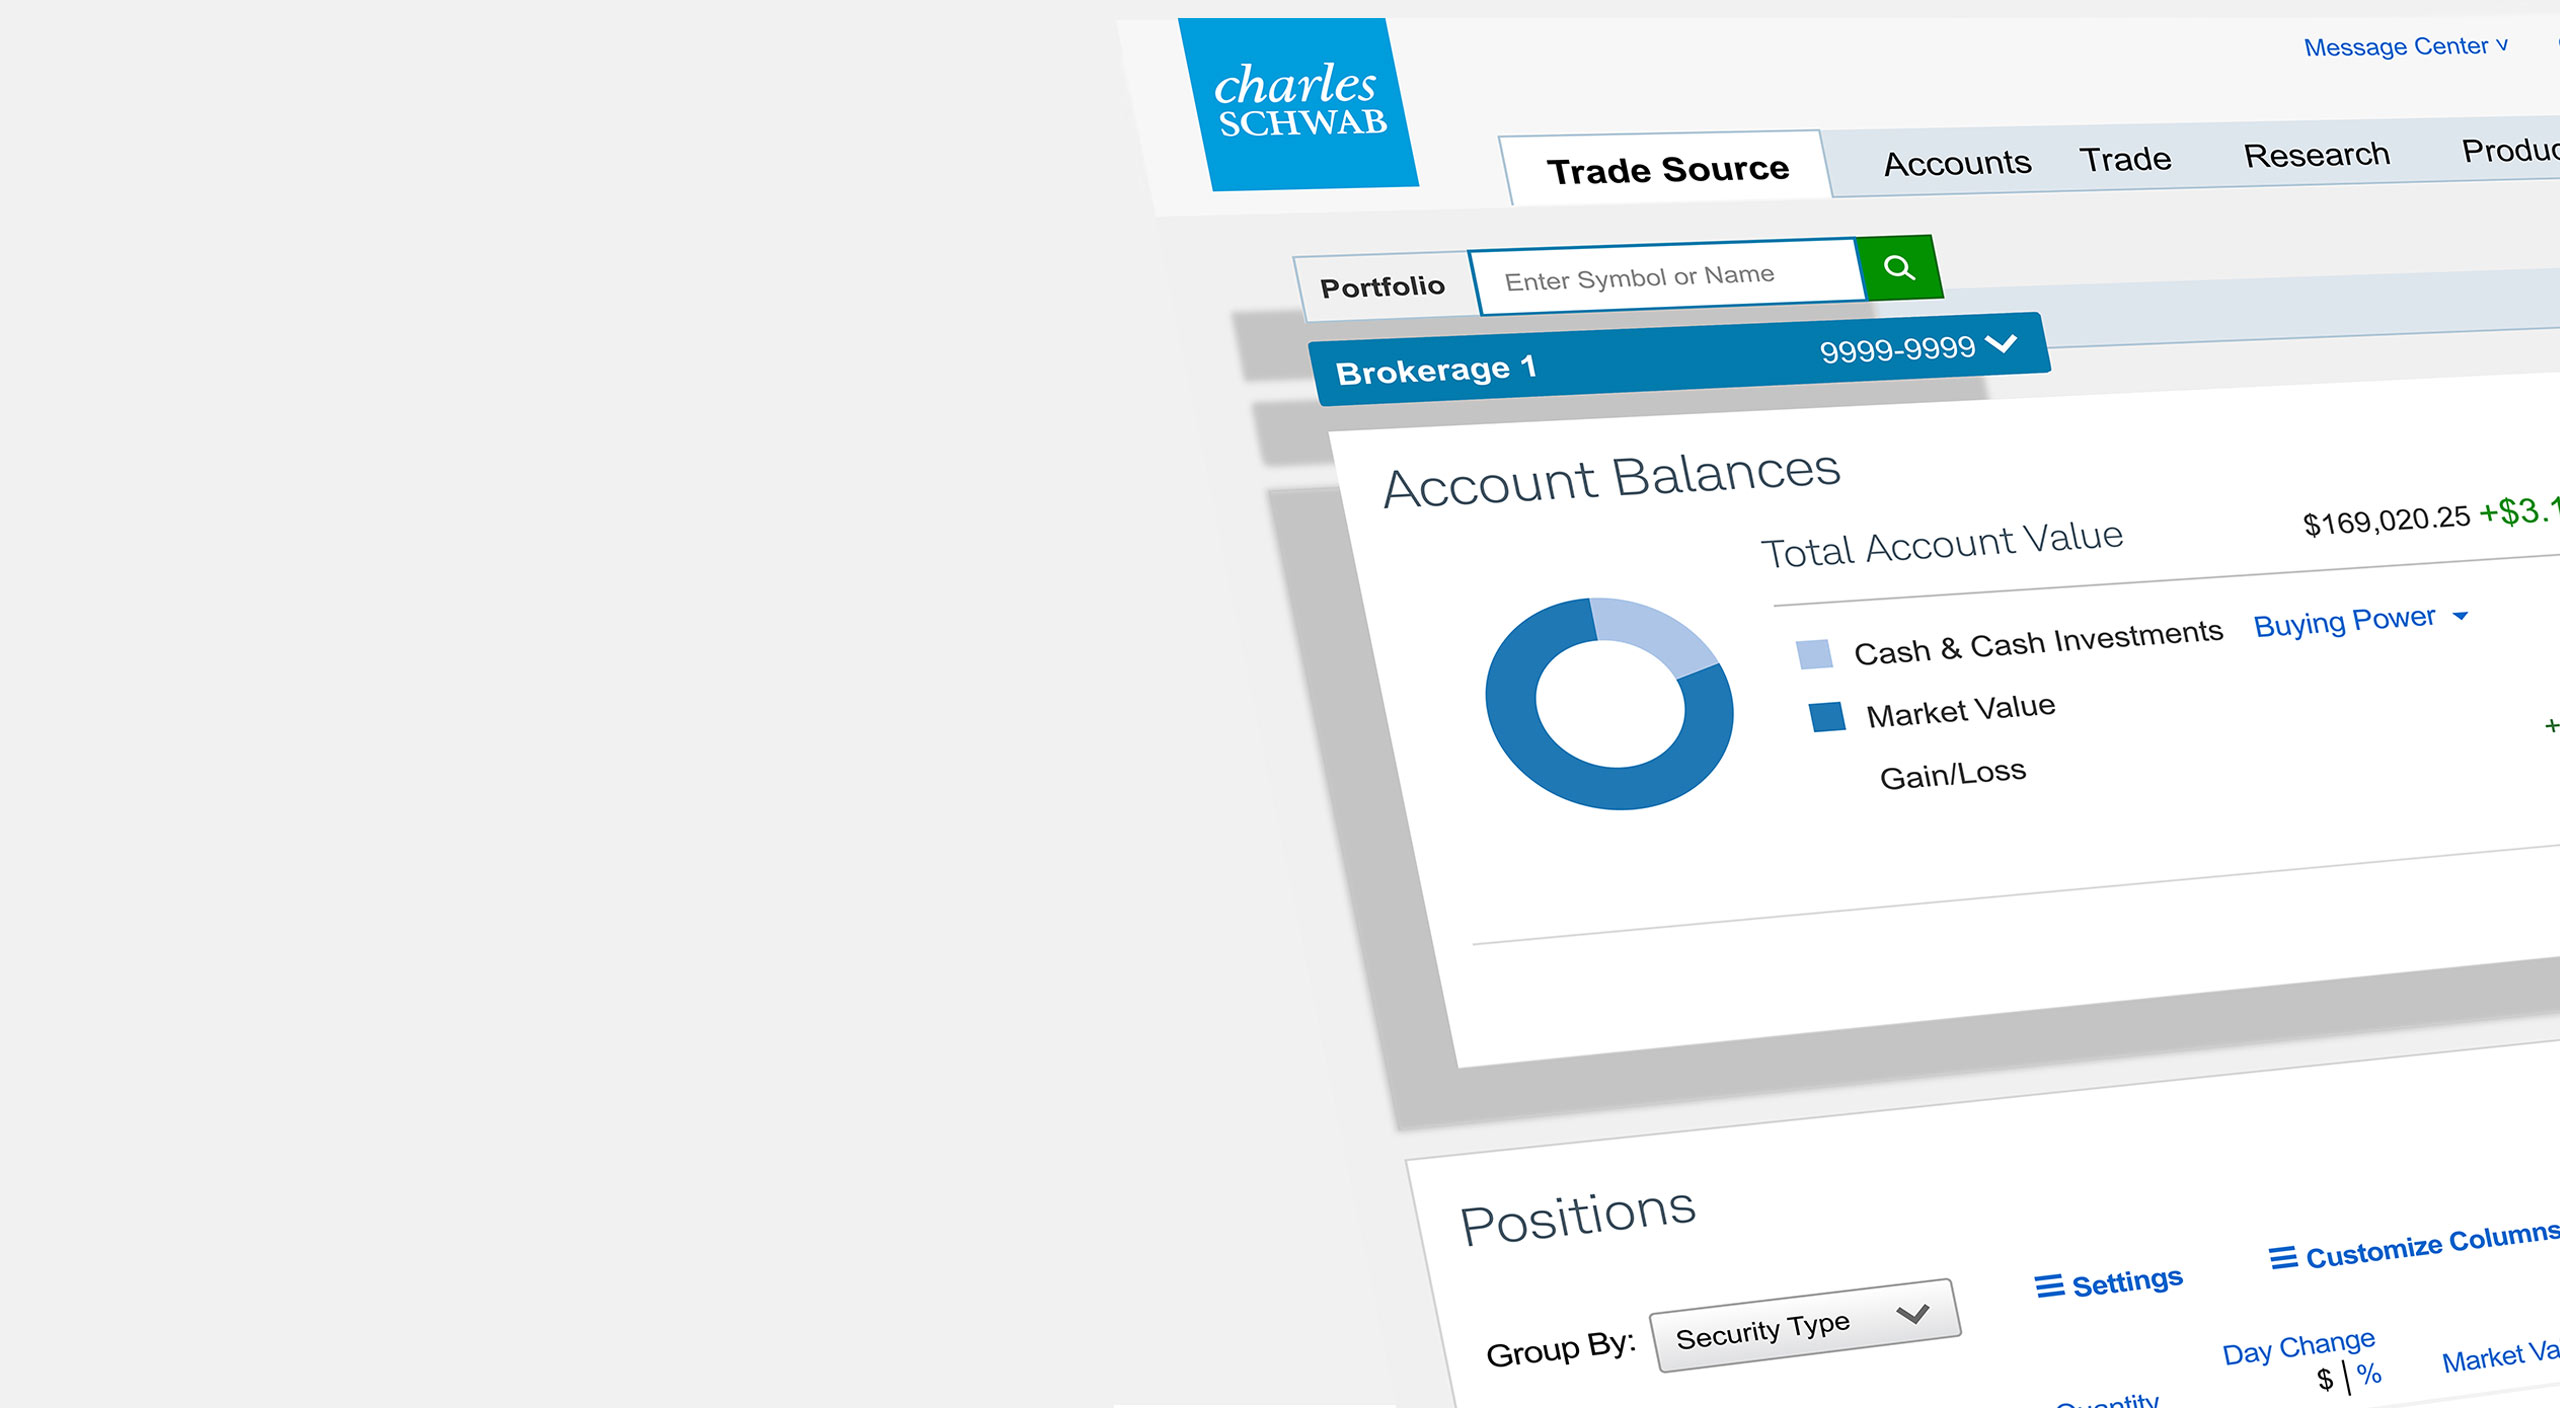 charles
SCHWAB
Message Center v
Trade Source
Accounts
Trade
Research
Portfolio
Enter Symbol or Name
Brokerage 1
9999-9999
Account Balances
Total Account Value
$169,020.25 +$3.1
Cash & Cash Investments
Buying Power
Market Value
+
Gain/Loss
Positions
Settings
Customize Columns
Group By:
Security Type
Day Change
$ | %
Market Va
Quantity